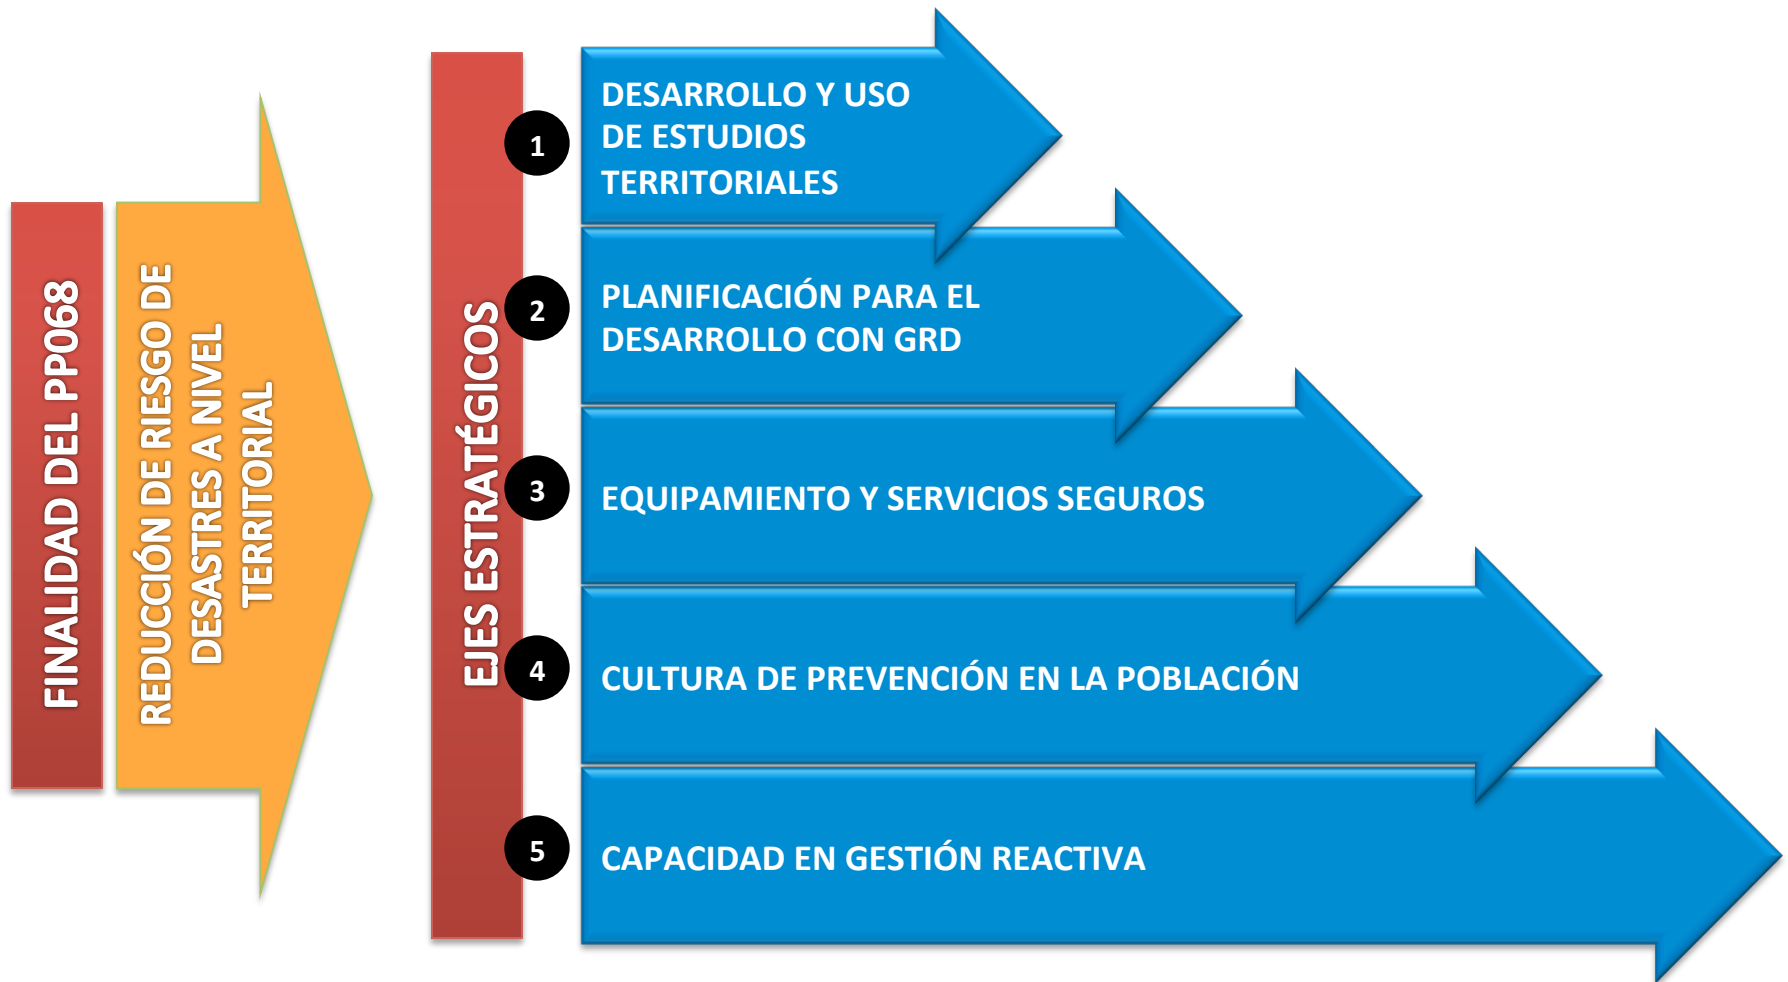 FINALIDAD DEL PP068
REDUCCIÓN DE RIESGO DE
DESASTRES A NIVEL
TERRITORIAL
EJES ESTRATÉGICOS
1
DESARROLLO Y USO
DE ESTUDIOS
TERRITORIALES
2
PLANIFICACIÓN PARA EL
DESARROLLO CON GRD
3
EQUIPAMIENTO Y SERVICIOS SEGUROS
4
CULTURA DE PREVENCIÓN EN LA POBLACIÓN
5
CAPACIDAD EN GESTIÓN REACTIVA